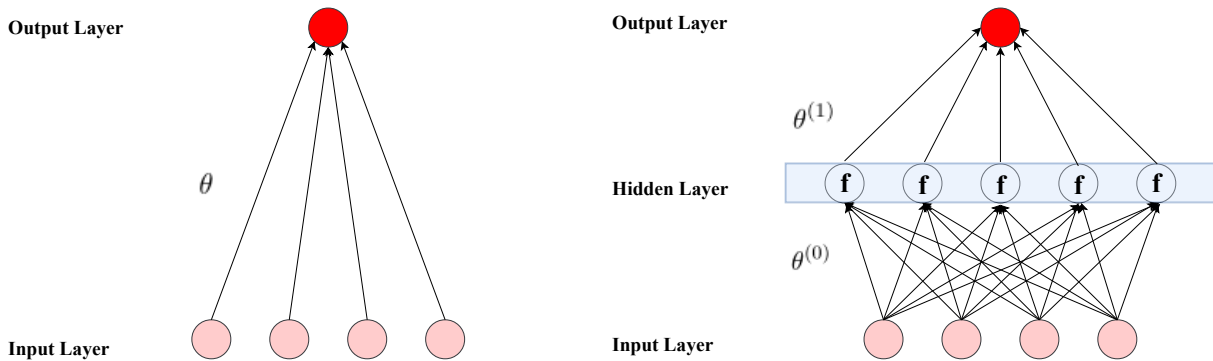 Output Layer
θ
Input Layer
Output Layer
θ(1)
Hidden Layer
f f f f f
θ(0)
Input Layer